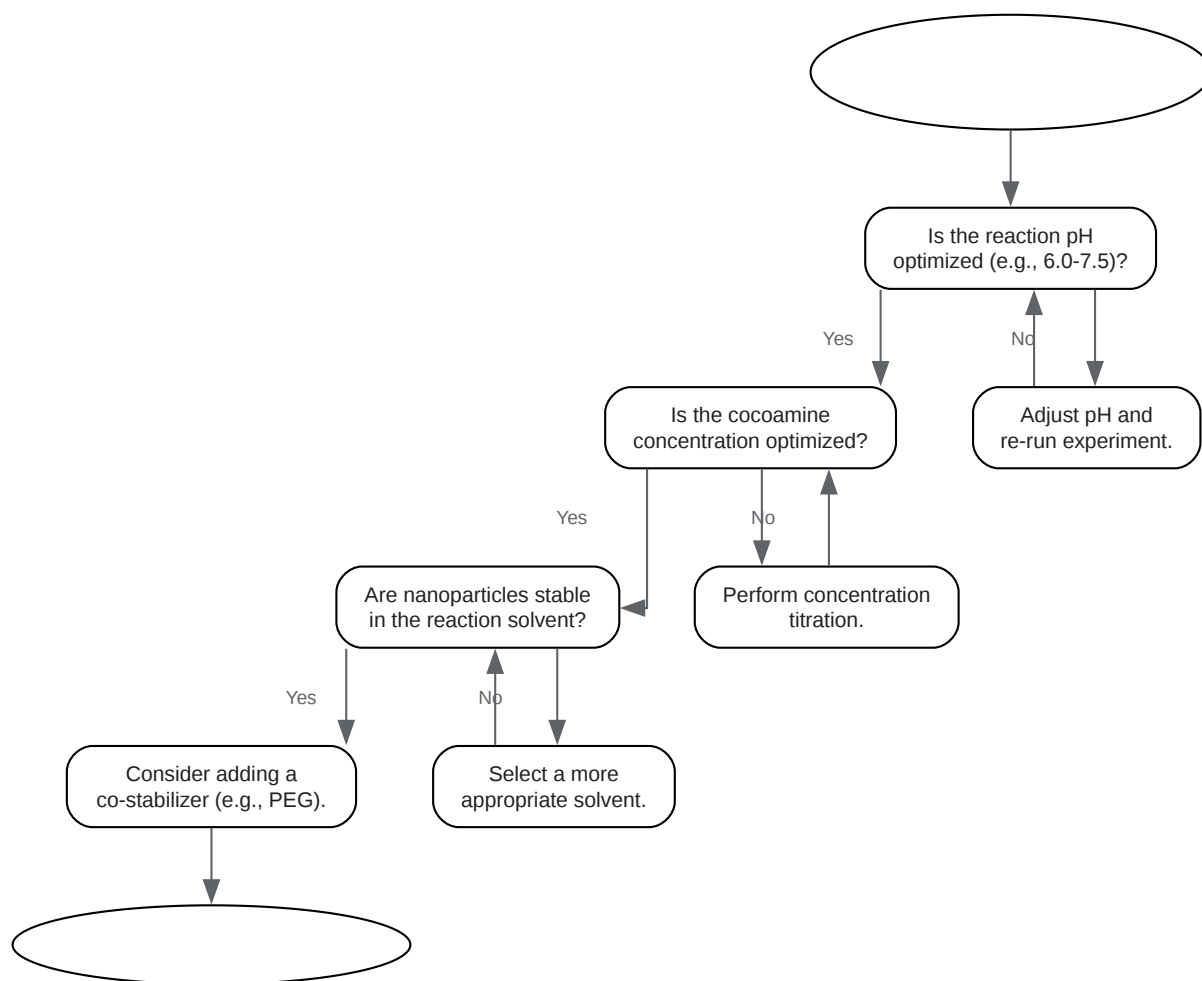 Is the reaction pH
optimized (e.g., 6.0-7.5)?
Yes
No
Is the cocoamine
concentration optimized?
Adjust pH and
re-run experiment.
Yes
No
Are nanoparticles stable
in the reaction solvent?
Perform concentration
titration.
Yes
No
Consider adding a
co-stabilizer (e.g., PEG).
Select a more
appropriate solvent.